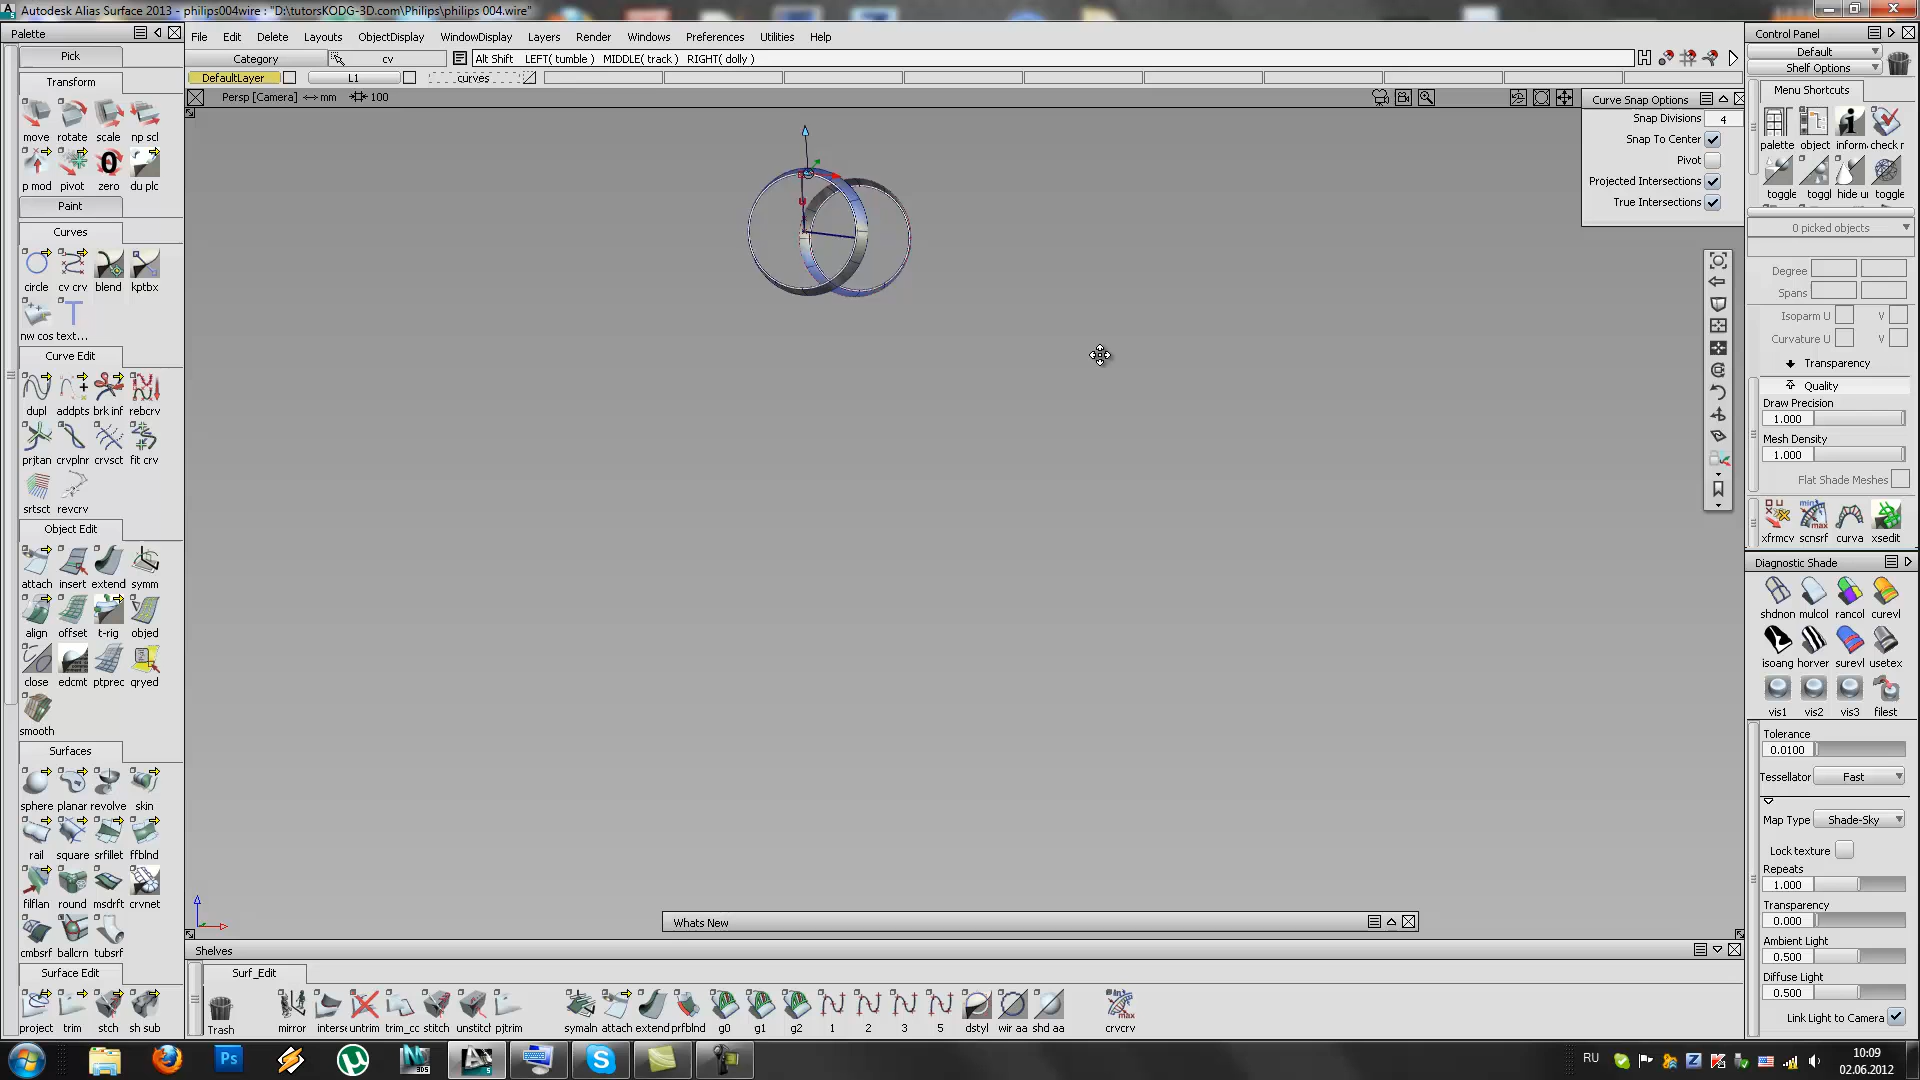 Autodesk Alias Surface 2013 - philips004wire : "D:\tutorsKODG-3D.com\Philips\philips 004.wire"
Palette
Pick
Transform
move rotate scale np scl
p mod pivot zero du plc
Paint
Curves
circle cv crv blend kptbx
nw cos text...
Curve Edit
dupl addpts brk inf rebcrv
prjtan crvplnr crvsct fit crv
srtsct revcrv
Object Edit
attach insert extend symm
align offset t-rig objed
close edcmt ptprec qryed
smooth
Surfaces
sphere planar revolve skin
rail square srfillet ffblnd
filflan round msdrft crvnet
cmbsrf ballcrn tubsrf
Surface Edit
project trim stch sh sub
File Edit Delete Layouts ObjectDisplay WindowDisplay Layers Render Windows Preferences Utilities Help
Category cv Alt Shift LEFT( tumble ) MIDDLE( track ) RIGHT( dolly )
DefaultLayer L1 curves
Persp [Camera] mm 100
u
Curve Snap Options
Snap Divisions 4
Snap To Center
Pivot
Projected Intersections
True Intersections
Whats New
Shelves
Surf_Edit
Trash mirror interse untrim trim_cc stitch unstitcl pjtrim symaln attach extend prfblnd g0 g1 g2 1 2 3 5 dstyl wir aa shd aa crvcrv
Control Panel
Default
Shelf Options
Menu Shortcuts
palette object inform check r
toggle toggl hide ui toggle
0 picked objects
Degree
Spans
Isoparm U V
Curvature U V
Transparency
Quality
Draw Precision
1.000
Mesh Density
1.000
Flat Shade Meshes
xfrmcv scnsrf curva xsedit
Diagnostic Shade
shdnon mulcol rancol curevl
isoang horver surevl usetex
vis1 vis2 vis3 filest
Tolerance
0.0100
Tessellator Fast
Map Type Shade-Sky
Lock texture
Repeats
1.000
Transparency
0.000
Ambient Light
0.500
Diffuse Light
0.500
Link Light to Camera
RU
10:09
02.06.2012